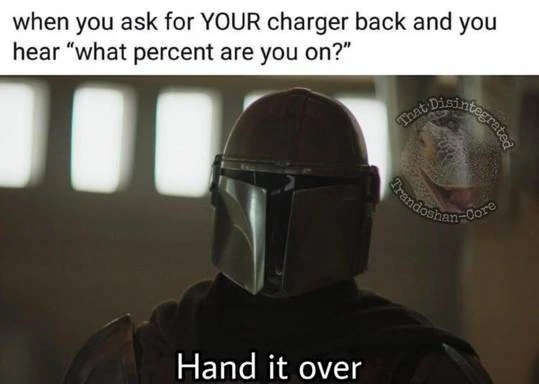 when you ask for YOUR charger back and you
hear “what percent are you on?”
That Disintegrated
Trandoshan-Core
Hand it over